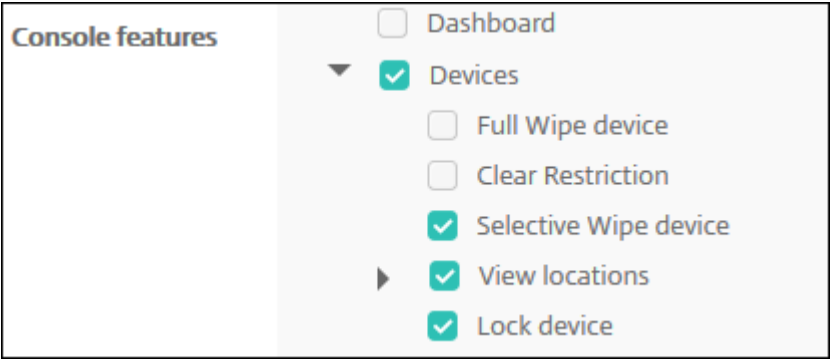 Console features
Dashboard
Devices
Full Wipe device
Clear Restriction
Selective Wipe device
View locations
Lock device